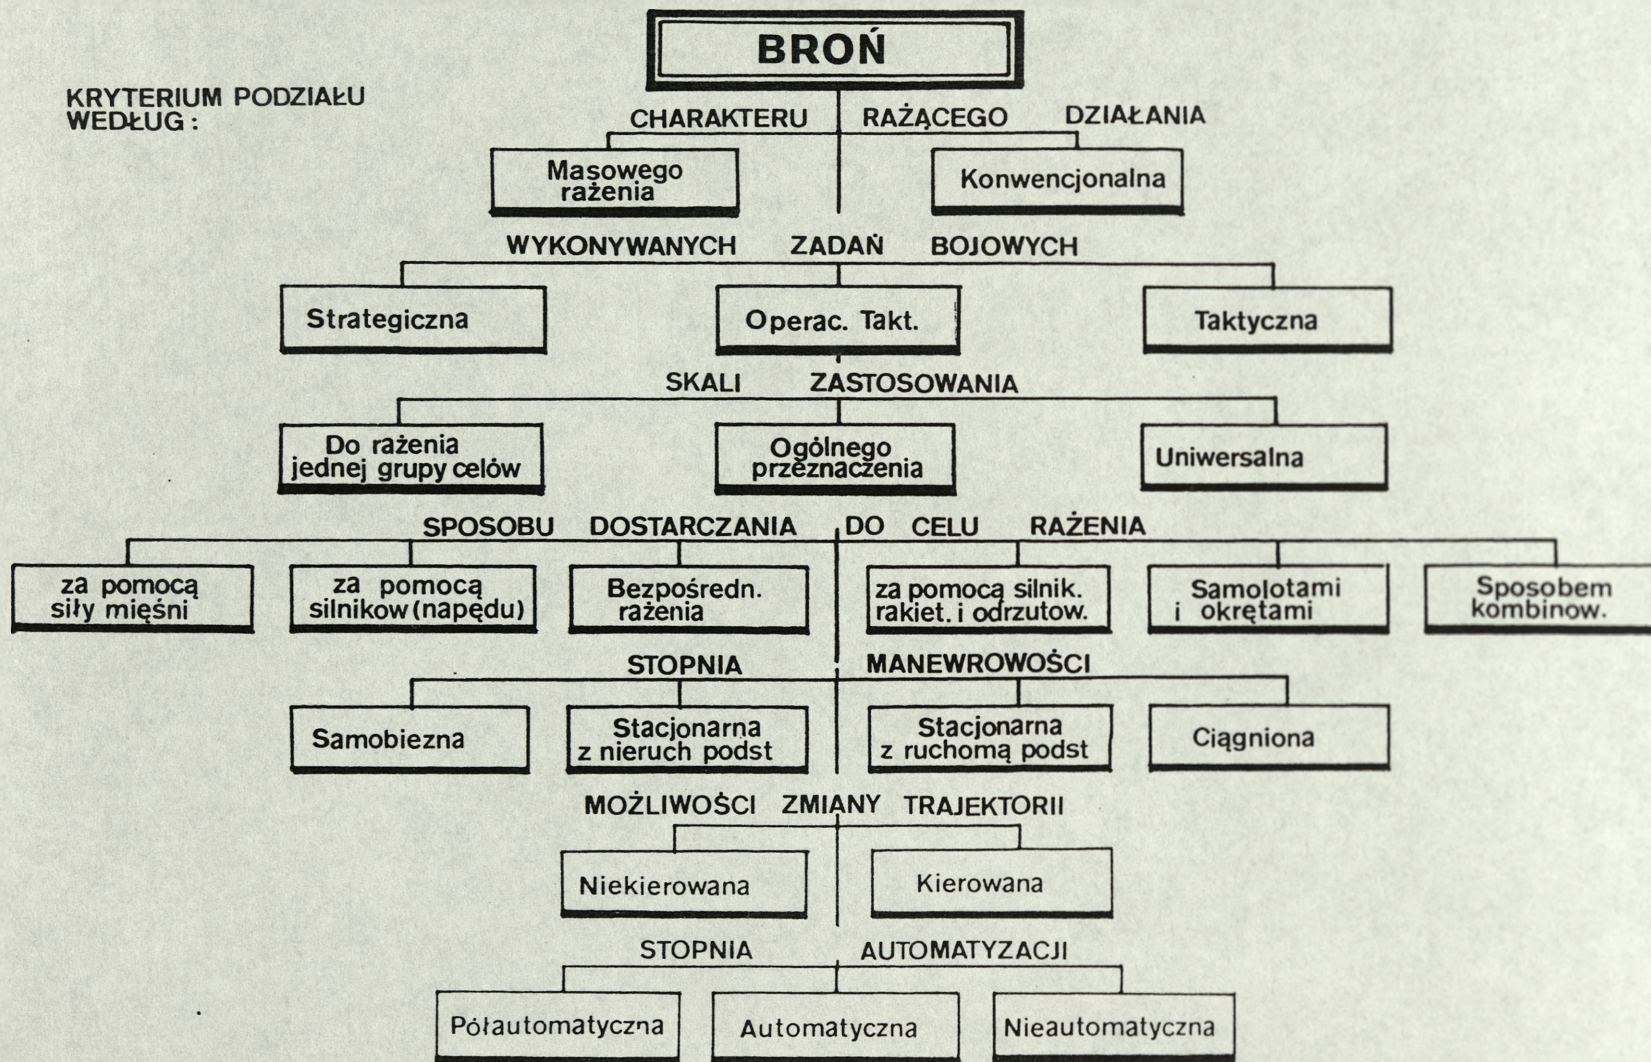 BROŃ
KRYTERIUM PODZIAŁU
WEDŁUG :
CHARAKTERU RAŻĄCEGO DZIAŁANIA
Masowego
rażenia
Konwencjonalna
WYKONYWANYCH ZADAŃ BOJOWYCH
Strategiczna
Operac. Takt.
Taktyczna
SKALI ZASTOSOWANIA
Do rażenia
jednej grupy celów
Ogólnego
przeznaczenia
Uniwersalna
SPOSOBU DOSTARCZANIA DO CELU RAŻENIA
za pomocą
siły mięśni
za pomocą
silnikow (napędu)
Bezpośredn.
rażenia
za pomocą silnik.
rakiet. i odrzutow.
Samolotami
i okrętami
Sposobem
kombinow.
STOPNIA MANEWROWOŚCI
Samobiezna
Stacjonarna
z nieruch podst
Stacjonarna
z ruchomą podst
Ciągniona
MOŻLIWOŚCI ZMIANY TRAJEKTORII
Niekierowana
Kierowana
STOPNIA AUTOMATYZACJI
Półautomatyczna
Automatyczna
Nieautomatyczna